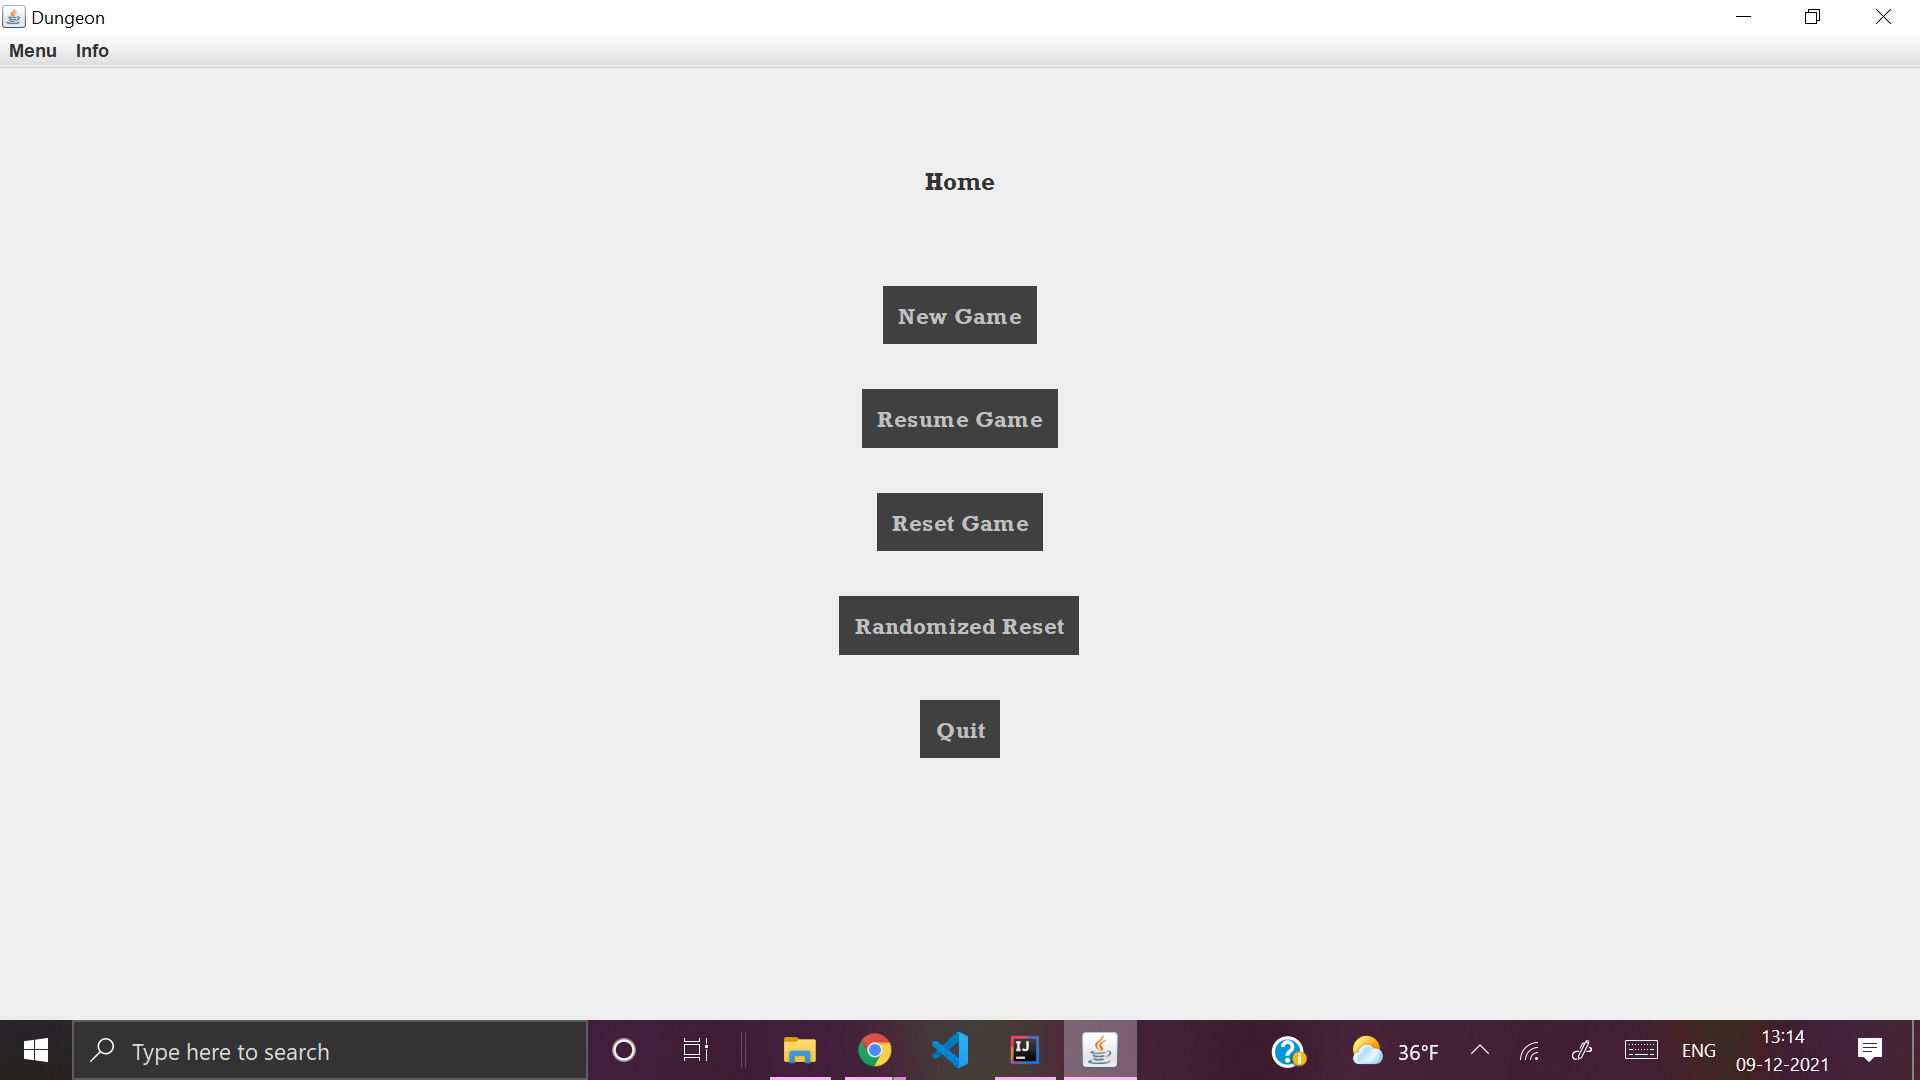 Dungeon
Menu Info
Home
New Game
Resume Game
Reset Game
Randomized Reset
Quit
Type here to search
IJ
36°F
ENG
13:14
09-12-2021